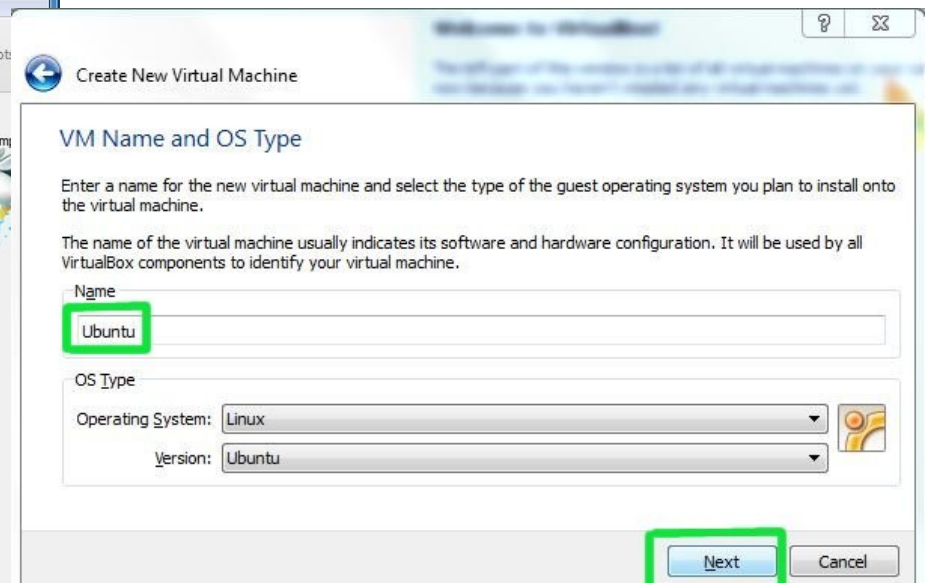 Welcome to VirtualBox!
Create New Virtual Machine
VM Name and OS Type
Enter a name for the new virtual machine and select the type of the guest operating system you plan to install onto
the virtual machine.
The name of the virtual machine usually indicates its software and hardware configuration. It will be used by all
VirtualBox components to identify your virtual machine.
Name
Ubuntu
OS Type
Operating System: Linux
Version: Ubuntu
Next Cancel